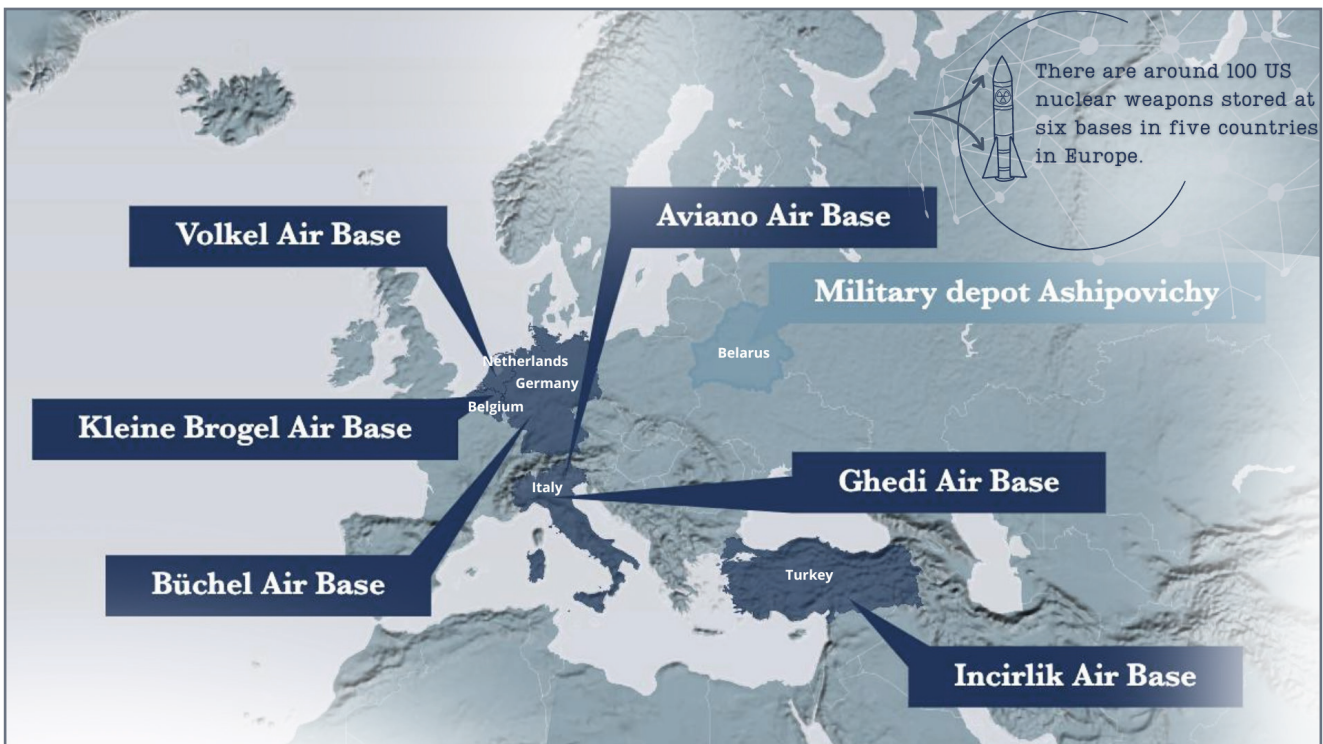 There are around 100 US
nuclear weapons stored at
six bases in five countries
in Europe.
Aviano Air Base
Volkel Air Base
Military depot Ashipovichy
Belarus
Netherlands
Germany
Belgium
Kleine Brogel Air Base
Ghedi Air Base
Italy
Büchel Air Base
Turkey
Incirlik Air Base